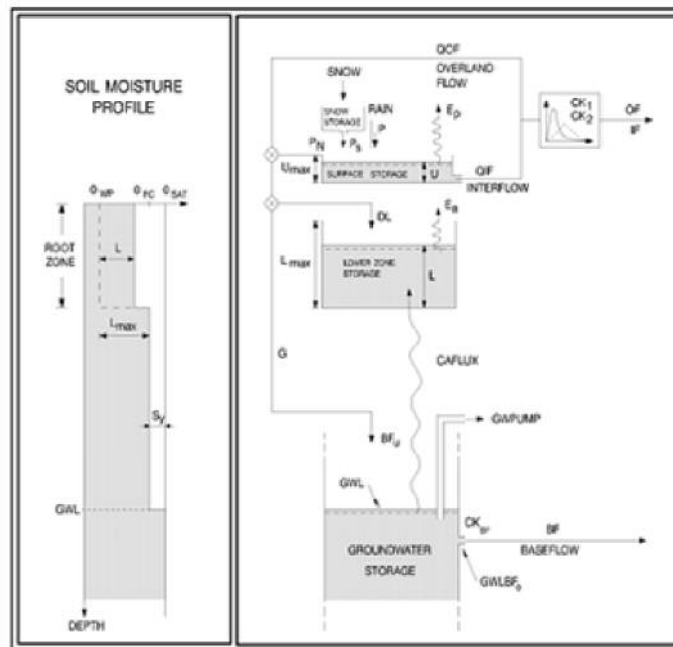 SOIL MOISTURE
PROFILE
θWP θFC θSAT
ROOT
ZONE
L
Lmax
Sy
GWL
DEPTH
QOF
OVERLAND
FLOW
SNOW
SNOW
STORAGE
RAIN
P
PS
PN
EP
Umax
SURFACE STORAGE
U
QIF
INTERFLOW
CK1
CK2
OF
IF
DL
Lmax
LOWER ZONE
STORAGE
L
G
CAFLUX
GWPUMP
BFU
GWL
GROUNDWATER
STORAGE
CKBF
BF
BASEFLOW
GWLBF0